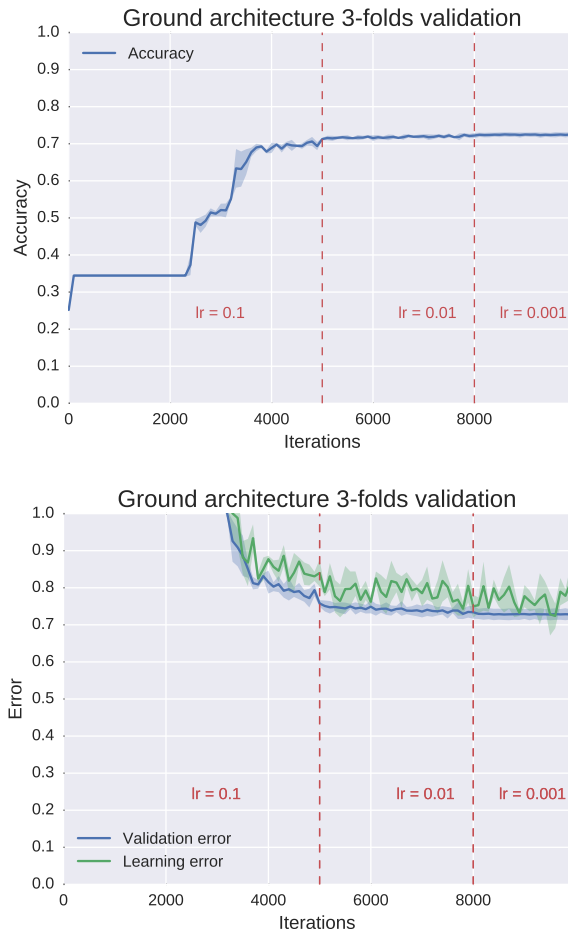 Ground architecture 3-folds validation
1.0
Accuracy
0.9
0.8
0.7
0.6
0.5
0.4
0.3
0.2
0.1
0.0
Accuracy
lr = 0.1
lr = 0.01
lr = 0.001
0 2000 4000 6000 8000
Iterations
Ground architecture 3-folds validation
1.0
0.9
0.8
0.7
0.6
0.5
0.4
0.3
0.2
0.1
0.0
Error
lr = 0.1
lr = 0.01
lr = 0.001
Validation error
Learning error
0 2000 4000 6000 8000
Iterations